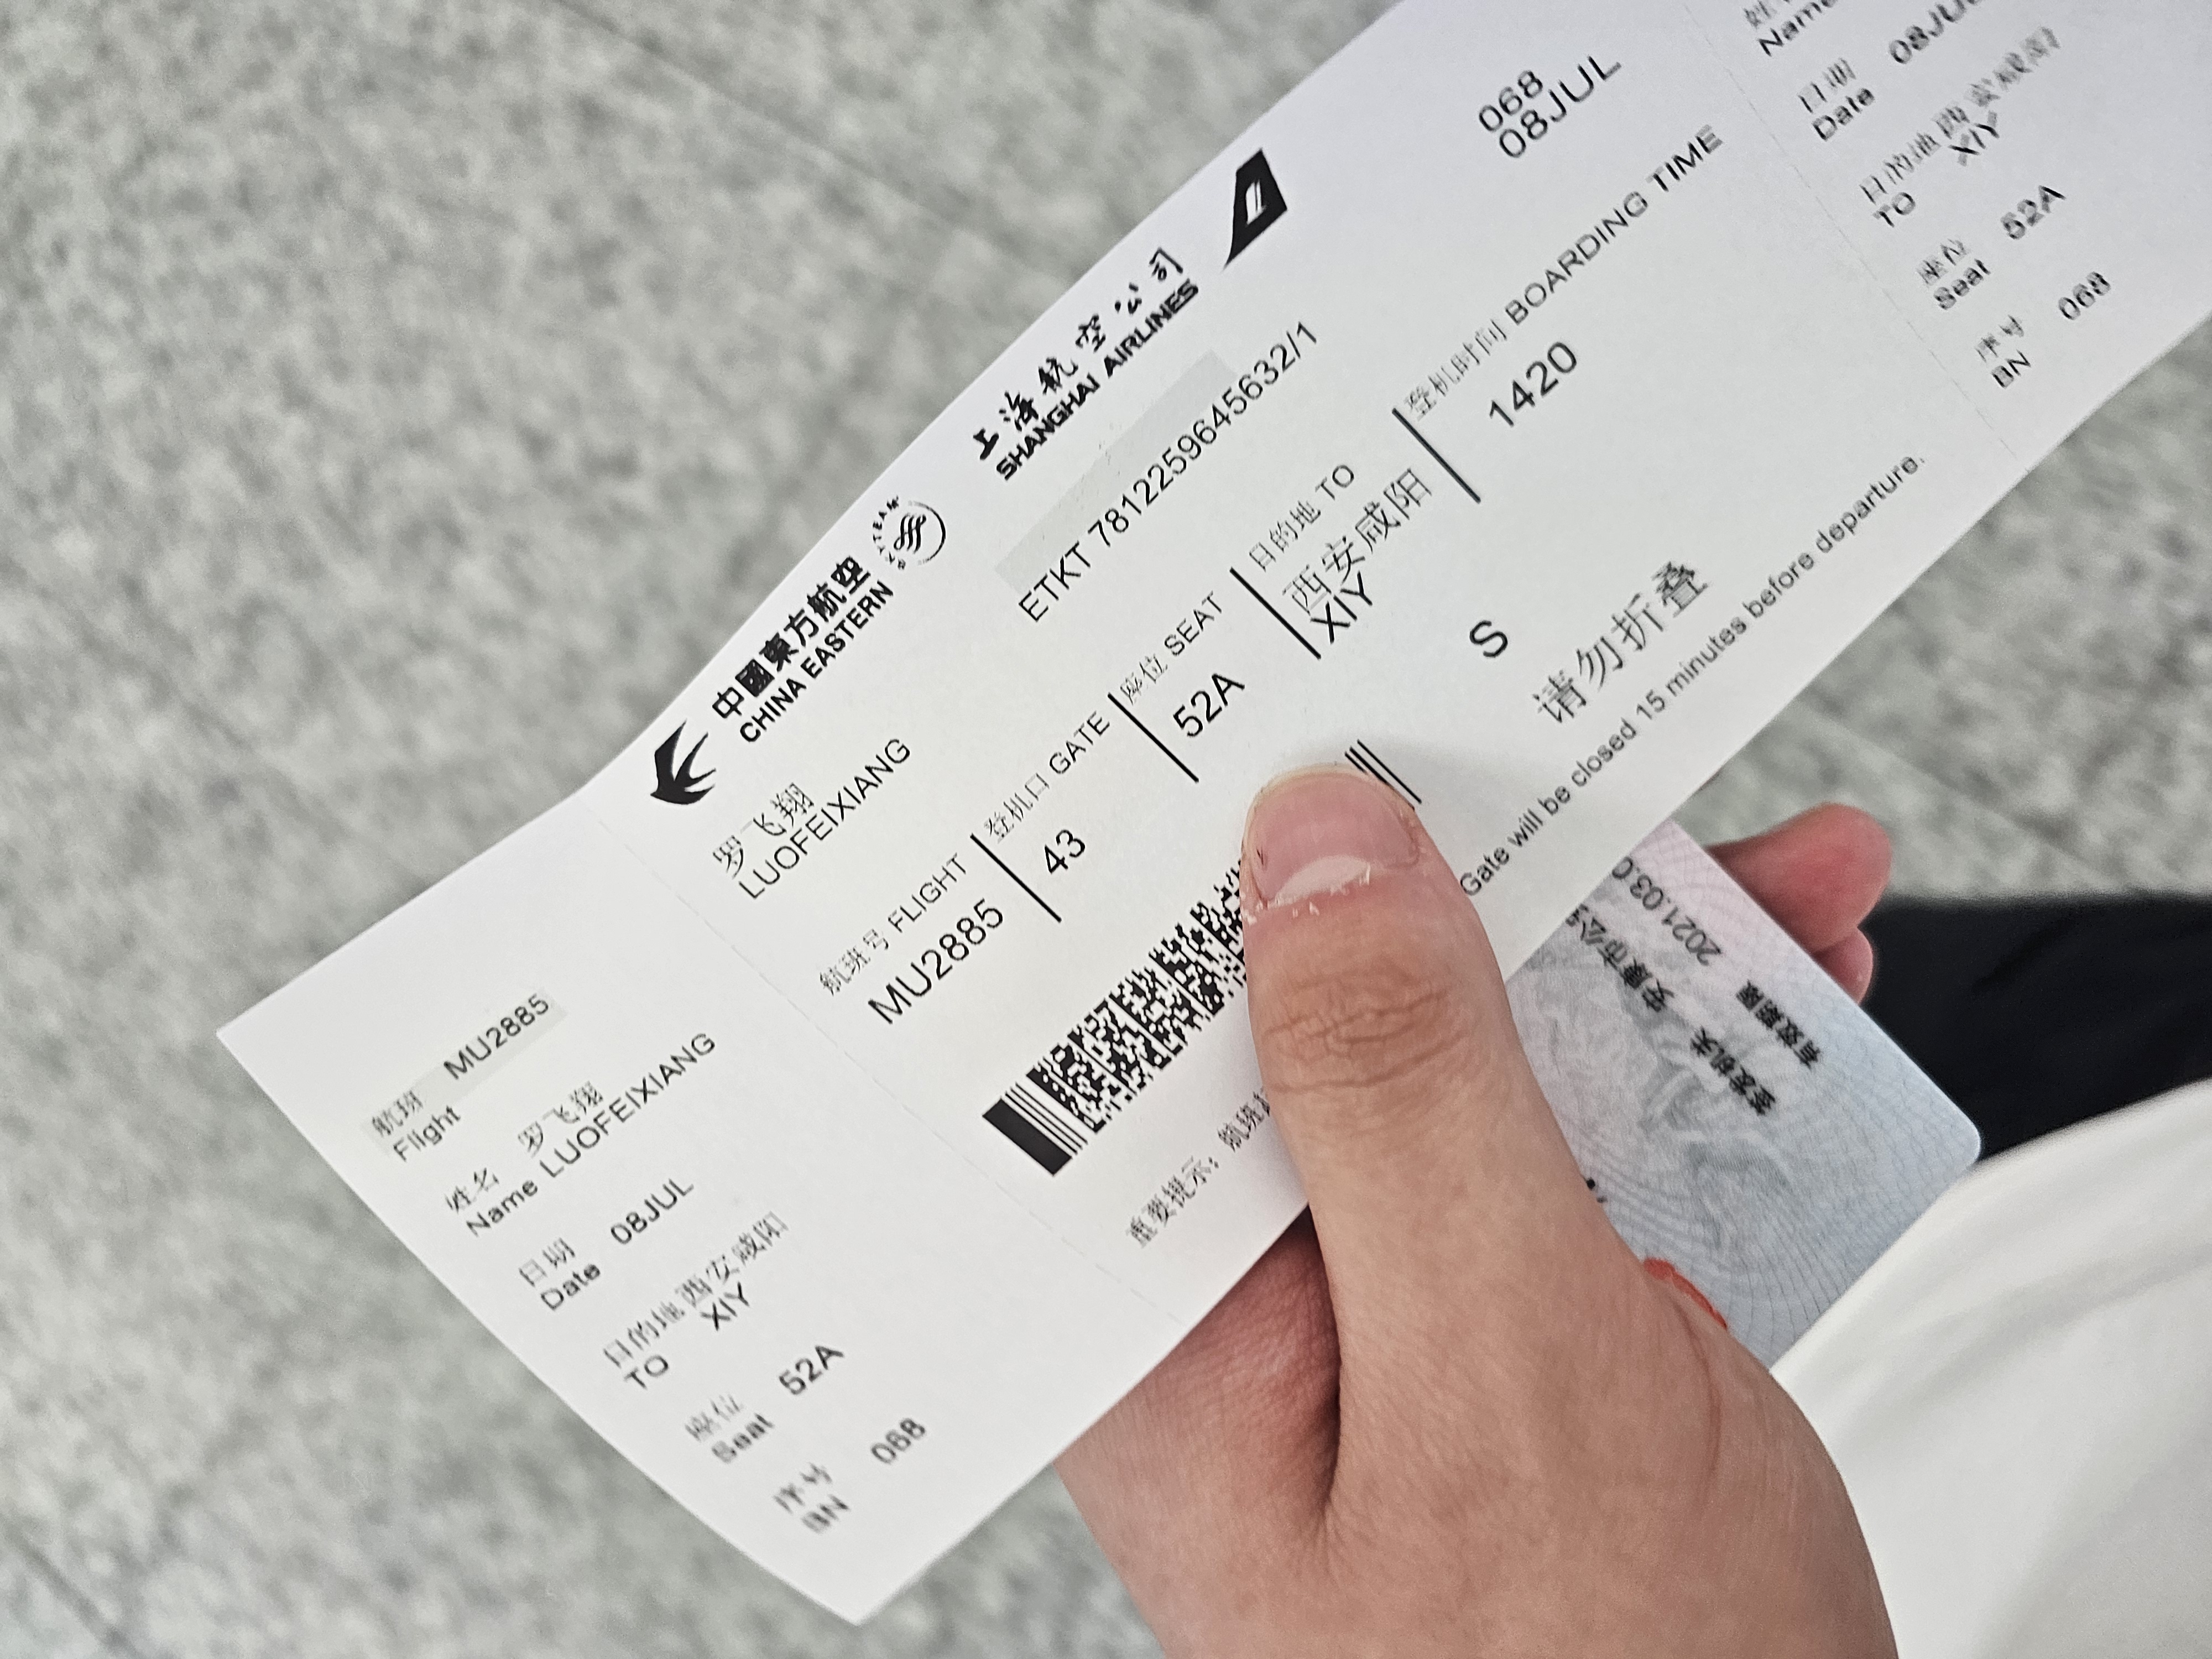 航班
Flight MU2885
姓名 罗飞翔
Name LUOFEIXIANG
日期
Date 08JUL
目的地 西安咸阳
TO XIY
座位
Seat 52A
序号
BN 068
中國東方航空
CHINA EASTERN
SKYTEAM
上海航空公司
SHANGHAI AIRLINES
罗飞翔
LUOFEIXIANG
ETKT 7812259645632/1
068
08JUL
航班号 FLIGHT
MU2885
登机口 GATE
43
座位 SEAT
52A
目的地 TO
西安咸阳
XIY
登机时间 BOARDING TIME
1420
S
请勿折叠
重要提示：航班
Gate will be closed 15 minutes before departure.
姓
Name
日期
Date 08JU
目的地 西安咸阳
TO XIY
座位
Seat 52A
序号
BN 068
签发机关 安康市公
有效期限 2021.03.0